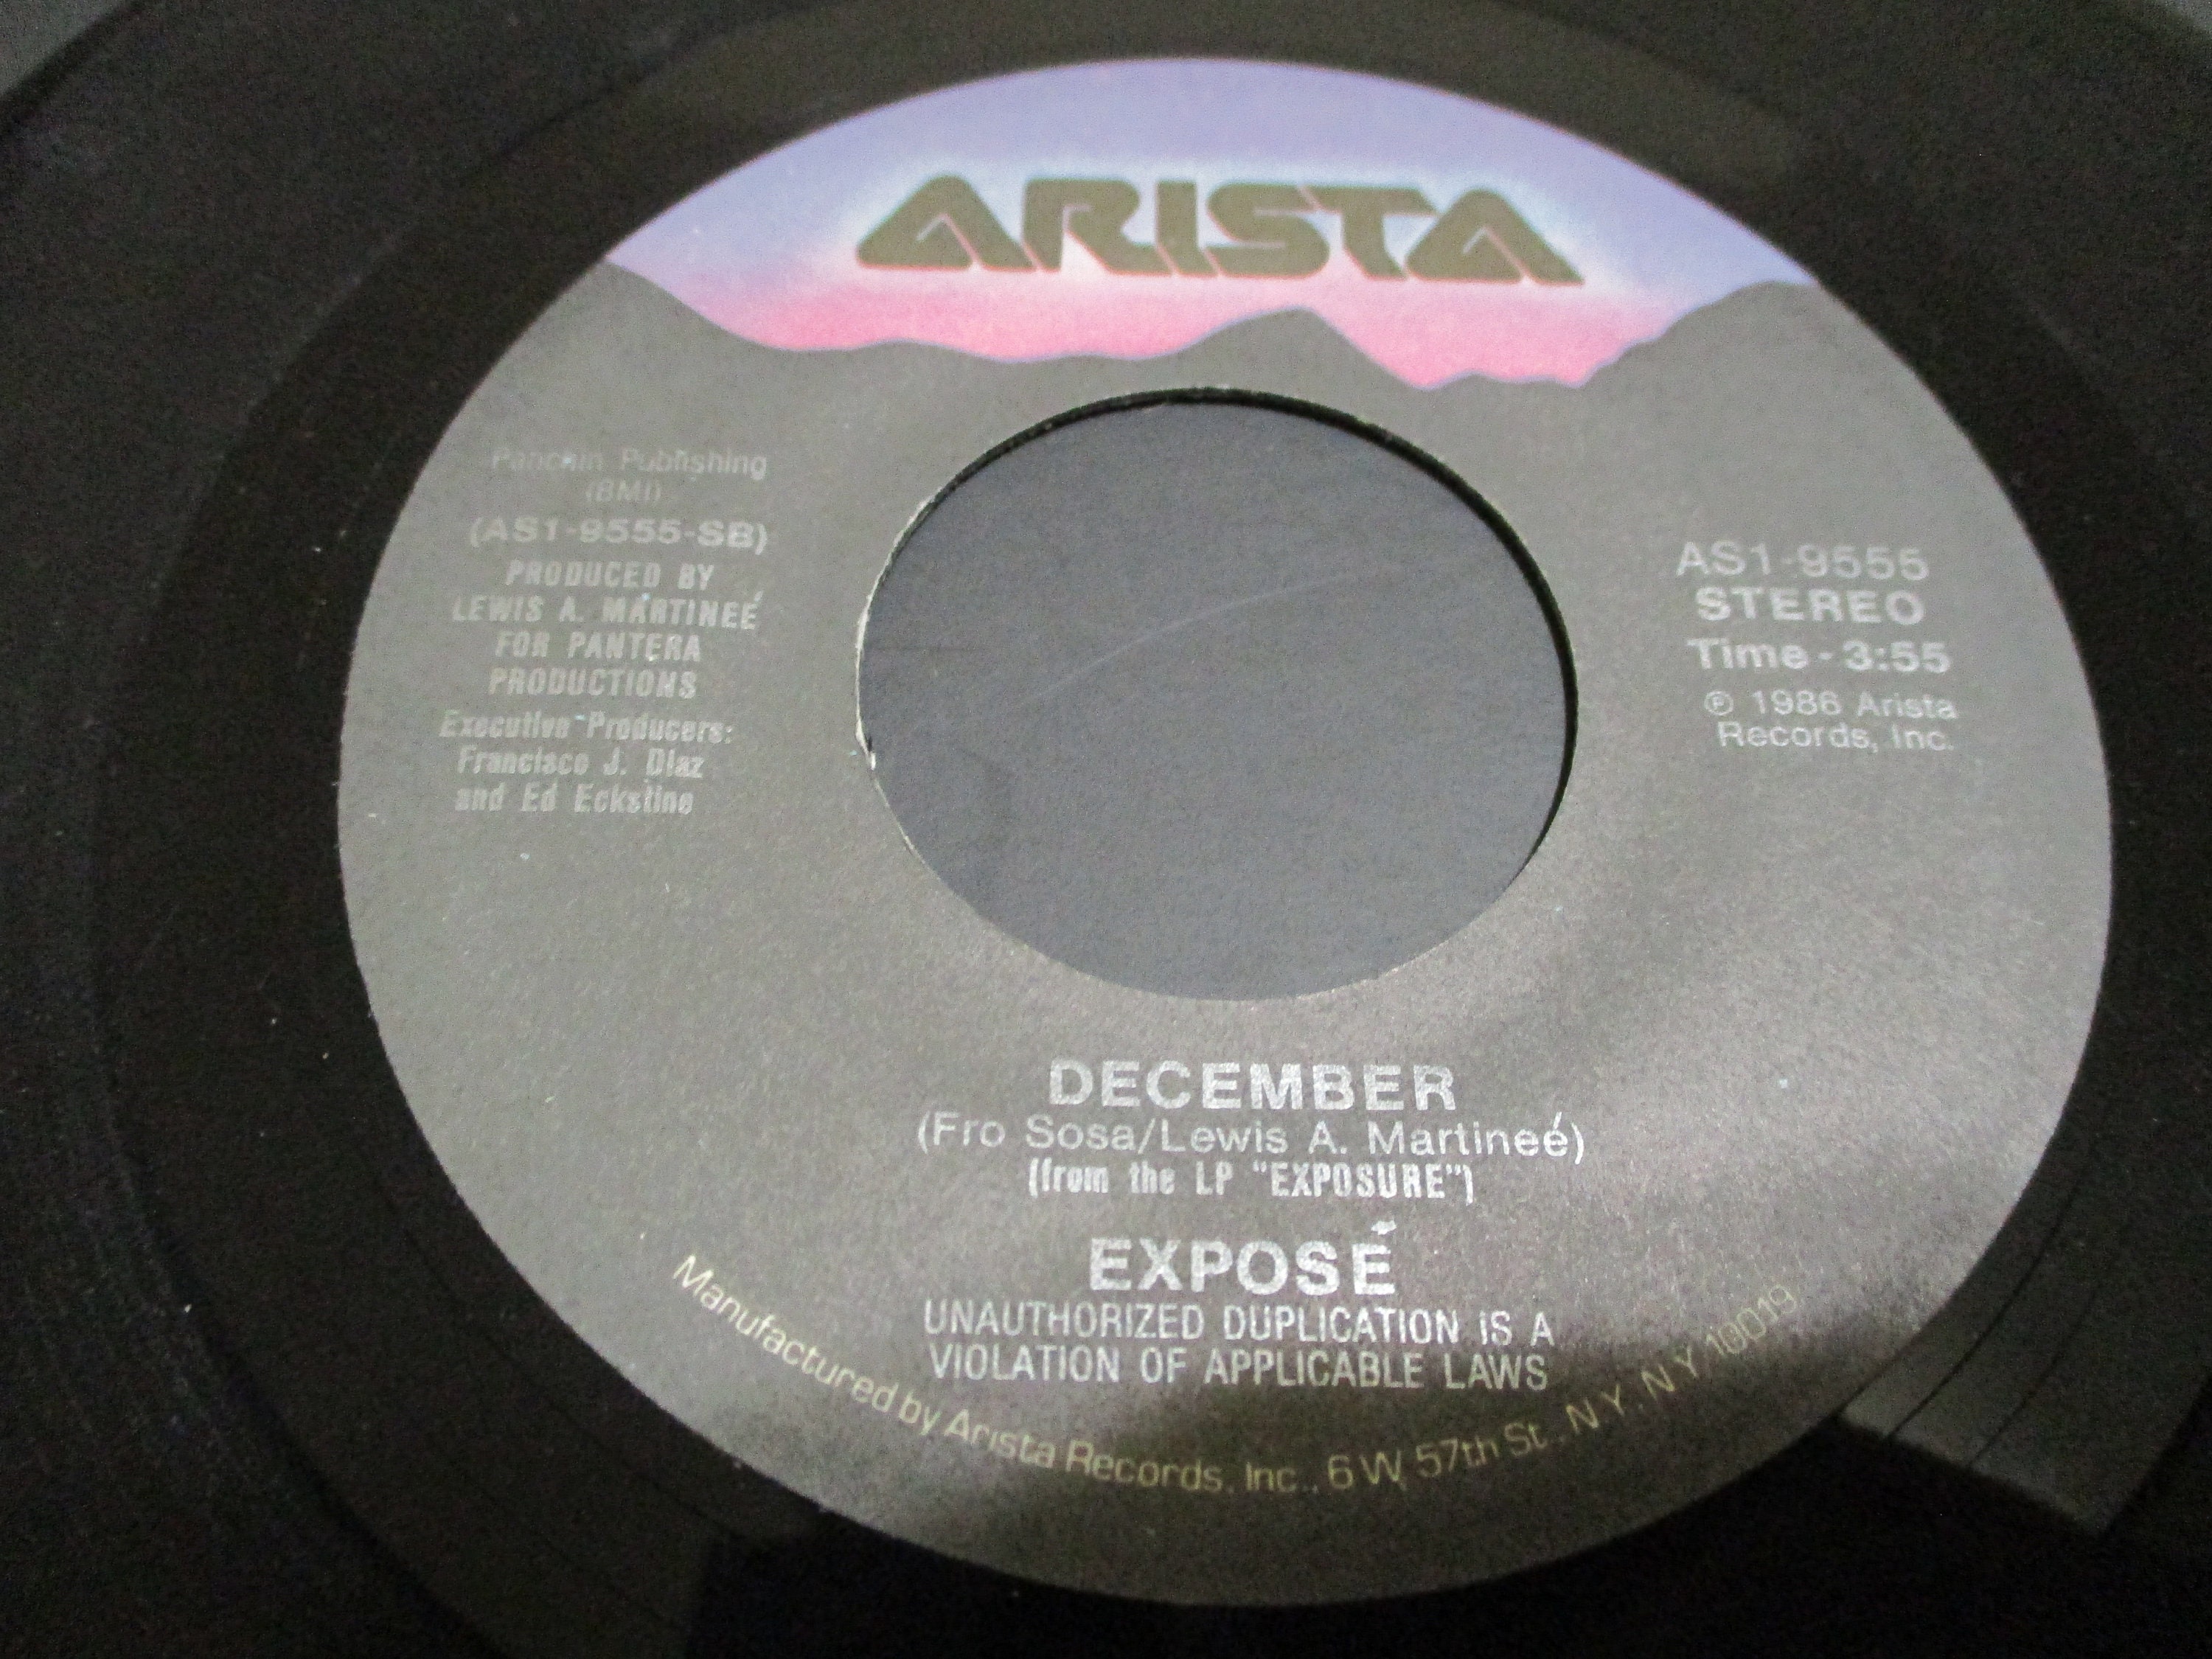 ARISTA
Panchin Publishing
(BMI)
(AS1-9555-SB)
PRODUCED BY
LEWIS A. MARTINEÉ
FOR PANTERA
PRODUCTIONS
Executive Producers:
Francisco J. Diaz
and Ed Eckstine
AS1-9555
STEREO
Time - 3:55
℗ 1986 Arista
Records, Inc.
DECEMBER
(Fro Sosa/Lewis A. Martineé)
(from the LP "EXPOSURE")
EXPOSÉ
UNAUTHORIZED DUPLICATION IS A
VIOLATION OF APPLICABLE LAWS
Manufactured by Arista Records, Inc., 6 W. 57th St., N.Y., N.Y. 10019